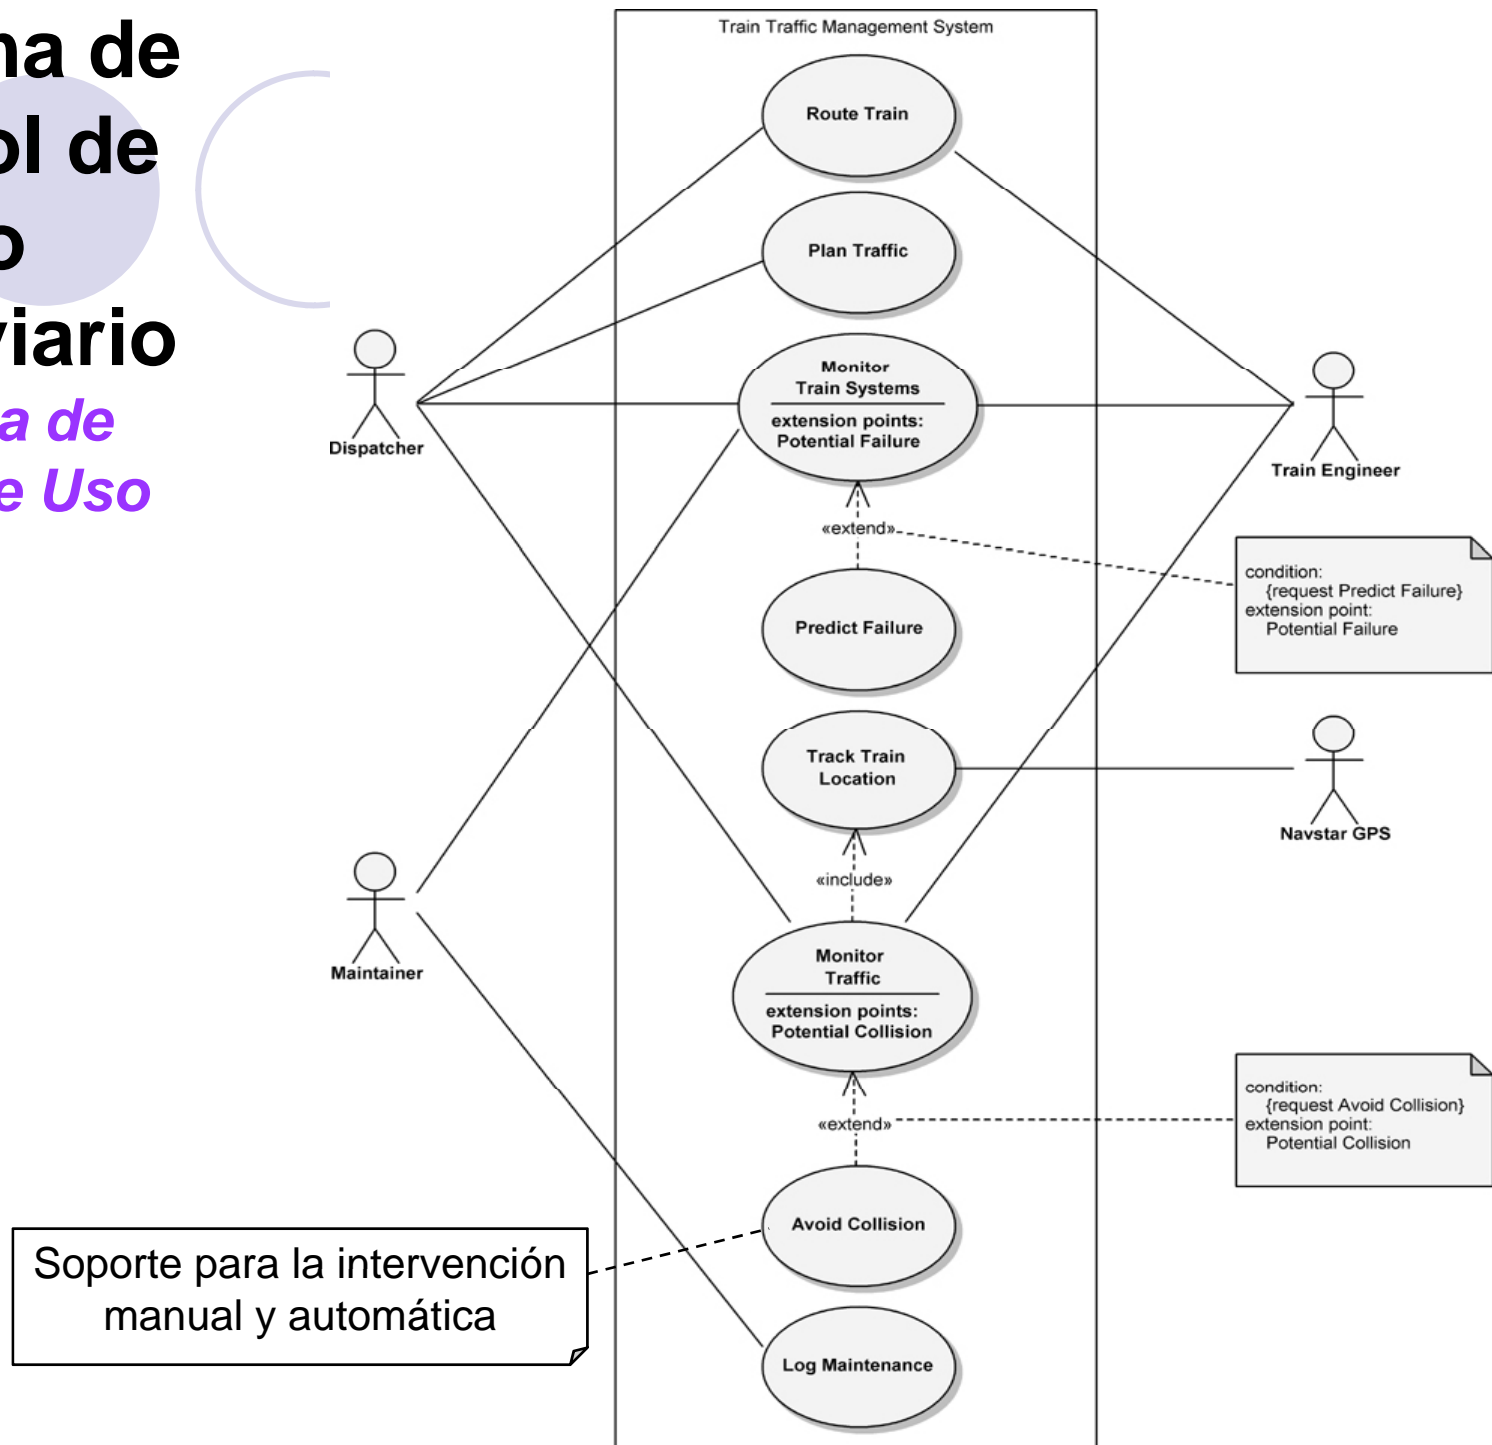 ma de
ol de
o
viario
a de
e Uso
Train Traffic Management System
Route Train
Plan Traffic
Monitor
Train Systems
extension points:
Potential Failure
Dispatcher
Train Engineer
«extend»
condition:
{request Predict Failure}
extension point:
Potential Failure
Predict Failure
Track Train
Location
Navstar GPS
«include»
Maintainer
Monitor
Traffic
extension points:
Potential Collision
«extend»
condition:
{request Avoid Collision}
extension point:
Potential Collision
Avoid Collision
Soporte para la intervención
manual y automática
Log Maintenance